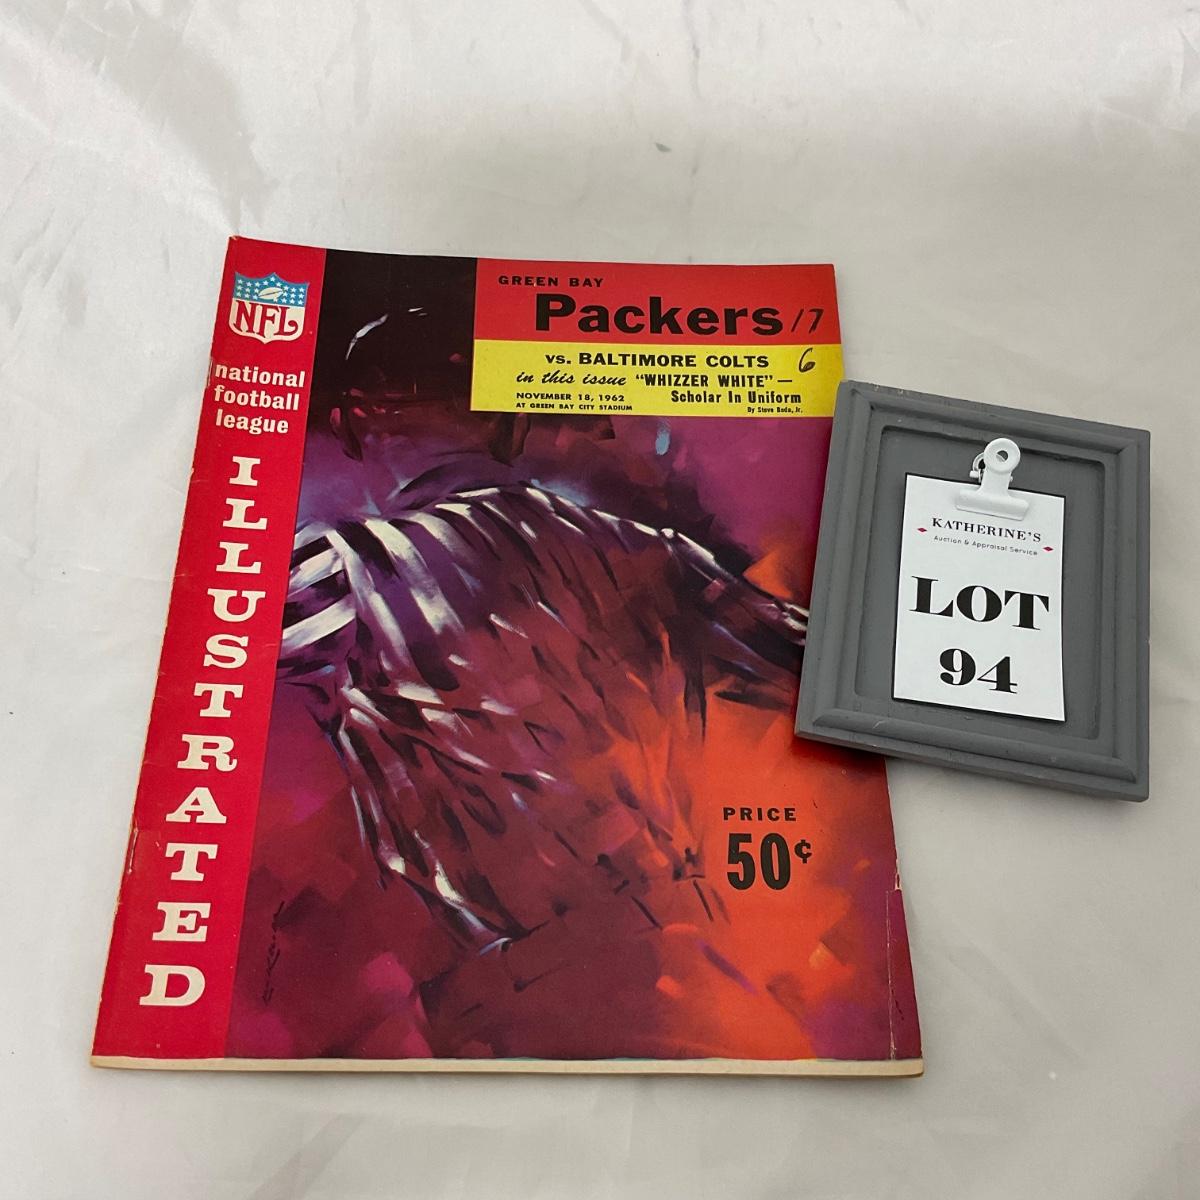 NFL
national
football
league
ILLUSTRATED
GREEN BAY
Packers 17
vs. BALTIMORE COLTS 6
in this issue "WHIZZER WHITE" —
NOVEMBER 18, 1962 Scholar In Uniform
AT GREEN BAY CITY STADIUM By Steve Boda, Jr.
PRICE
50¢
KATHERINE'S
Auction & Appraisal Service
LOT
94